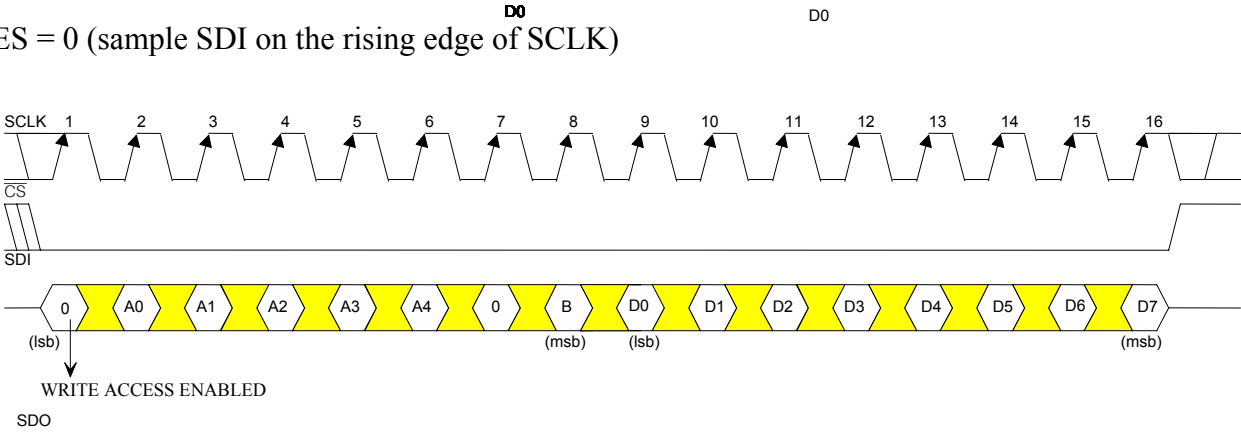 D0 D0
ES = 0 (sample SDI on the rising edge of SCLK)
SCLK 1 2 3 4 5 6 7 8 9 10 11 12 13 14 15 16
CS
SDI
0 A0 A1 A2 A3 A4 0 B D0 D1 D2 D3 D4 D5 D6 D7
(lsb) (msb) (lsb) (msb)
WRITE ACCESS ENABLED
SDO